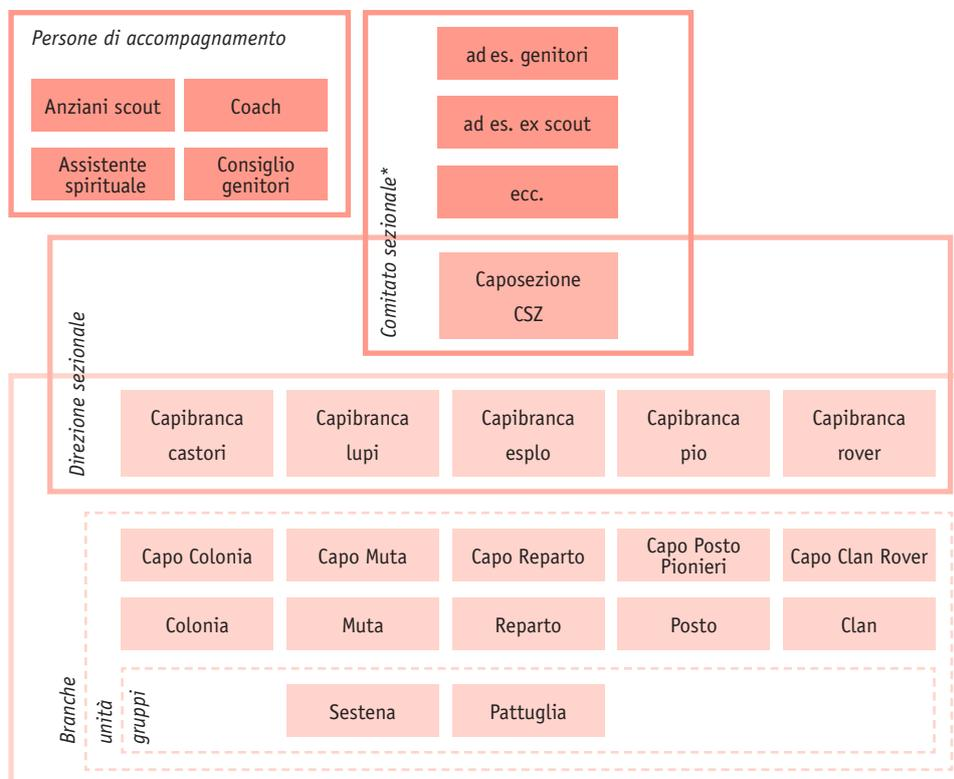 Persone di accompagnamento
Anziani scout
Coach
Assistente
spirituale
Consiglio
genitori
Comitato sezionale*
ad es. genitori
ad es. ex scout
ecc.
Caposezione
CSZ
Direzione sezionale
Capibranca
castori
Capibranca
lupi
Capibranca
esplo
Capibranca
pio
Capibranca
rover
Branche
unità
Capo Colonia
Capo Muta
Capo Reparto
Capo Posto
Pionieri
Capo Clan Rover
Colonia
Muta
Reparto
Posto
Clan
gruppi
Sestena
Pattuglia